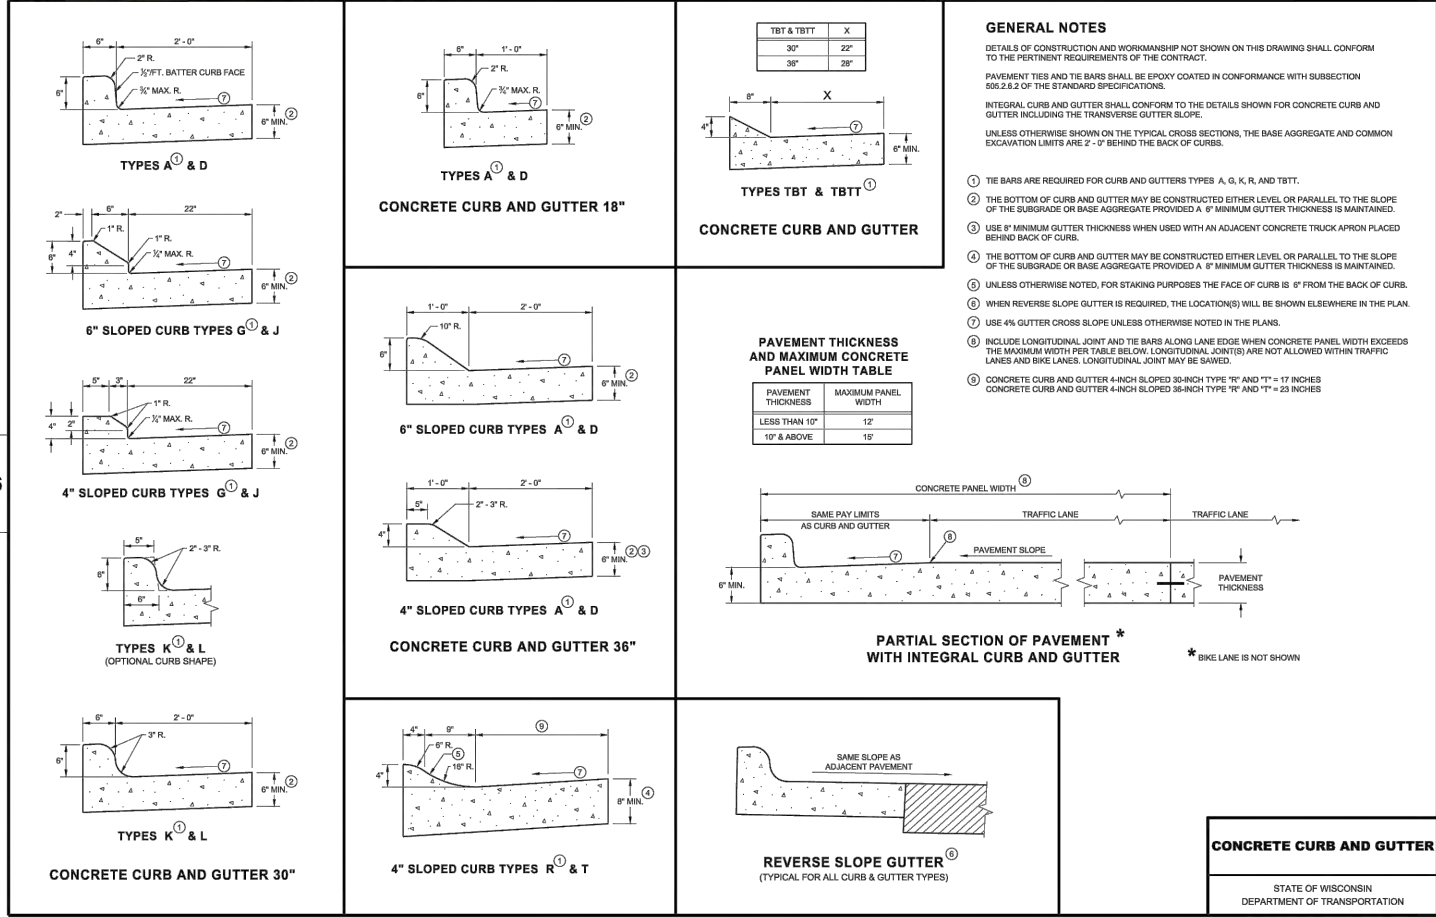 6" 2' - 0"
2" R.
½"/FT. BATTER CURB FACE
6"
¾" MAX. R.
7
6" MIN. 2
TYPES A 1 & D
2" 6" 22"
1" R.
1" R.
6" 4"
¼" MAX. R.
7
6" MIN. 2
6" SLOPED CURB TYPES G 1 & J
5" 3" 22"
1" R.
4" 2"
¼" MAX. R.
7
6" MIN. 2
4" SLOPED CURB TYPES G 1 & J
5"
2" - 3" R.
6"
6"
TYPES K 1 & L
(OPTIONAL CURB SHAPE)
6" 2' - 0"
3" R.
6"
7
6" MIN. 2
TYPES K 1 & L
CONCRETE CURB AND GUTTER 30"
6" 1' - 0"
2" R.
6"
¾" MAX. R.
7
6" MIN. 2
TYPES A 1 & D
CONCRETE CURB AND GUTTER 18"
1' - 0" 2' - 0"
10" R.
6"
7
6" MIN. 2
6" SLOPED CURB TYPES A 1 & D
1' - 0" 2' - 0"
5"
2" - 3" R.
4"
7
6" MIN. 2 3
4" SLOPED CURB TYPES A 1 & D
CONCRETE CURB AND GUTTER 36"
4" 9" 9
6" R.
5
18" R.
4"
7
8" MIN. 4
4" SLOPED CURB TYPES R 1 & T
TBT & TBTT X
30" 22"
36" 28"
8" X
4"
7
6" MIN.
TYPES TBT & TBTT 1
CONCRETE CURB AND GUTTER
PAVEMENT THICKNESS
AND MAXIMUM CONCRETE
PANEL WIDTH TABLE
PAVEMENT MAXIMUM PANEL
THICKNESS WIDTH
LESS THAN 10" 12'
10" & ABOVE 15'
GENERAL NOTES
DETAILS OF CONSTRUCTION AND WORKMANSHIP NOT SHOWN ON THIS DRAWING SHALL CONFORM
TO THE PERTINENT REQUIREMENTS OF THE CONTRACT.
PAVEMENT TIES AND TIE BARS SHALL BE EPOXY COATED IN CONFORMANCE WITH SUBSECTION
505.2.6.2 OF THE STANDARD SPECIFICATIONS.
INTEGRAL CURB AND GUTTER SHALL CONFORM TO THE DETAILS SHOWN FOR CONCRETE CURB AND
GUTTER INCLUDING THE TRANSVERSE GUTTER SLOPE.
UNLESS OTHERWISE SHOWN ON THE TYPICAL CROSS SECTIONS, THE BASE AGGREGATE AND COMMON
EXCAVATION LIMITS ARE 2' - 0" BEHIND THE BACK OF CURBS.
1 TIE BARS ARE REQUIRED FOR CURB AND GUTTERS TYPES A, G, K, R, AND TBTT.
2 THE BOTTOM OF CURB AND GUTTER MAY BE CONSTRUCTED EITHER LEVEL OR PARALLEL TO THE SLOPE
OF THE SUBGRADE OR BASE AGGREGATE PROVIDED A 6" MINIMUM GUTTER THICKNESS IS MAINTAINED.
3 USE 8" MINIMUM GUTTER THICKNESS WHEN USED WITH AN ADJACENT CONCRETE TRUCK APRON PLACED
BEHIND BACK OF CURB.
4 THE BOTTOM OF CURB AND GUTTER MAY BE CONSTRUCTED EITHER LEVEL OR PARALLEL TO THE SLOPE
OF THE SUBGRADE OR BASE AGGREGATE PROVIDED A 8" MINIMUM GUTTER THICKNESS IS MAINTAINED.
5 UNLESS OTHERWISE NOTED, FOR STAKING PURPOSES THE FACE OF CURB IS 6" FROM THE BACK OF CURB.
6 WHEN REVERSE SLOPE GUTTER IS REQUIRED, THE LOCATION(S) WILL BE SHOWN ELSEWHERE IN THE PLAN.
7 USE 4% GUTTER CROSS SLOPE UNLESS OTHERWISE NOTED IN THE PLANS.
8 INCLUDE LONGITUDINAL JOINT AND TIE BARS ALONG LANE EDGE WHEN CONCRETE PANEL WIDTH EXCEEDS
THE MAXIMUM WIDTH PER TABLE BELOW. LONGITUDINAL JOINT(S) ARE NOT ALLOWED WITHIN TRAFFIC
LANES AND BIKE LANES. LONGITUDINAL JOINT MAY BE SAWED.
9 CONCRETE CURB AND GUTTER 4-INCH SLOPED 30-INCH TYPE "R" AND "T" = 17 INCHES
CONCRETE CURB AND GUTTER 4-INCH SLOPED 36-INCH TYPE "R" AND "T" = 23 INCHES
CONCRETE PANEL WIDTH 8
SAME PAY LIMITS TRAFFIC LANE TRAFFIC LANE
AS CURB AND GUTTER
8
7 PAVEMENT SLOPE
6" MIN.
PAVEMENT
THICKNESS
PARTIAL SECTION OF PAVEMENT *
WITH INTEGRAL CURB AND GUTTER
* BIKE LANE IS NOT SHOWN
SAME SLOPE AS
ADJACENT PAVEMENT
REVERSE SLOPE GUTTER 6
(TYPICAL FOR ALL CURB & GUTTER TYPES)
CONCRETE CURB AND GUTTER
STATE OF WISCONSIN
DEPARTMENT OF TRANSPORTATION